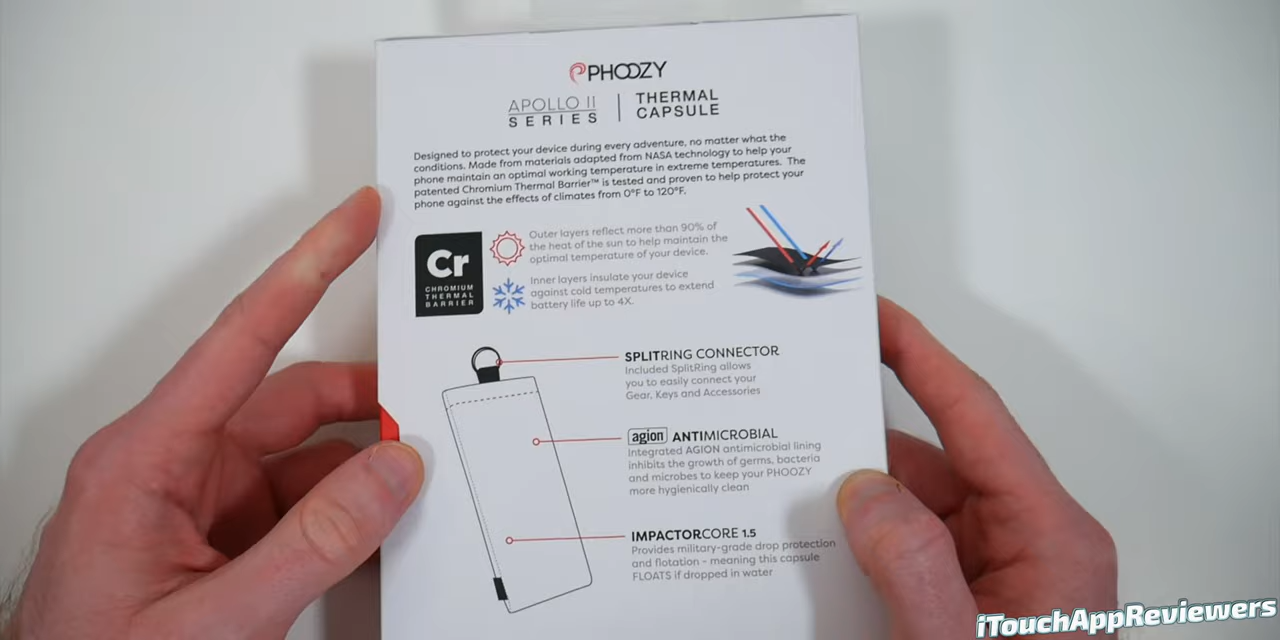 PHOOZY
APOLLO II
SERIES
THERMAL
CAPSULE
Designed to protect your device during every adventure, no matter what the
conditions. Made from materials adapted from NASA technology to help your
phone maintain an optimal working temperature in extreme temperatures. The
patented Chromium Thermal Barrier™ is tested and proven to help protect your
phone against the effects of climates from 0°F to 120°F.
Cr
CHROMIUM
THERMAL
BARRIER
Outer layers reflect more than 90% of
the heat of the sun to help maintain the
optimal temperature of your device.
Inner layers insulate your device
against cold temperatures to extend
battery life up to 4X.
SPLITRING CONNECTOR
Included SplitRing allows
you to easily connect your
Gear, Keys and Accessories
agion ANTIMICROBIAL
Integrated AGION antimicrobial lining
inhibits the growth of germs, bacteria
and microbes to keep your PHOOZY
more hygienically clean
IMPACTORCORE 1.5
Provides military-grade drop protection
and flotation - meaning this capsule
FLOATS if dropped in water
iTouchAppReviewers